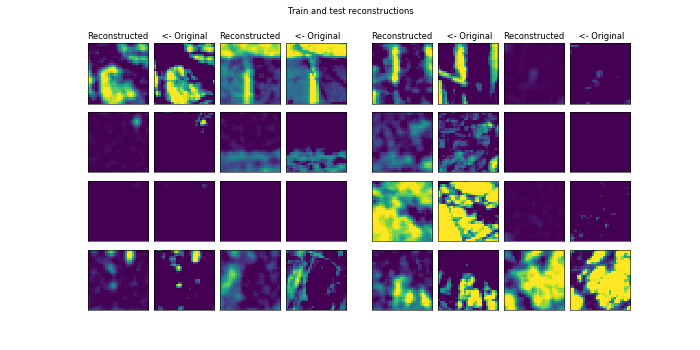 Train and test reconstructions
Reconstructed <- Original Reconstructed <- Original Reconstructed <- Original Reconstructed <- Original